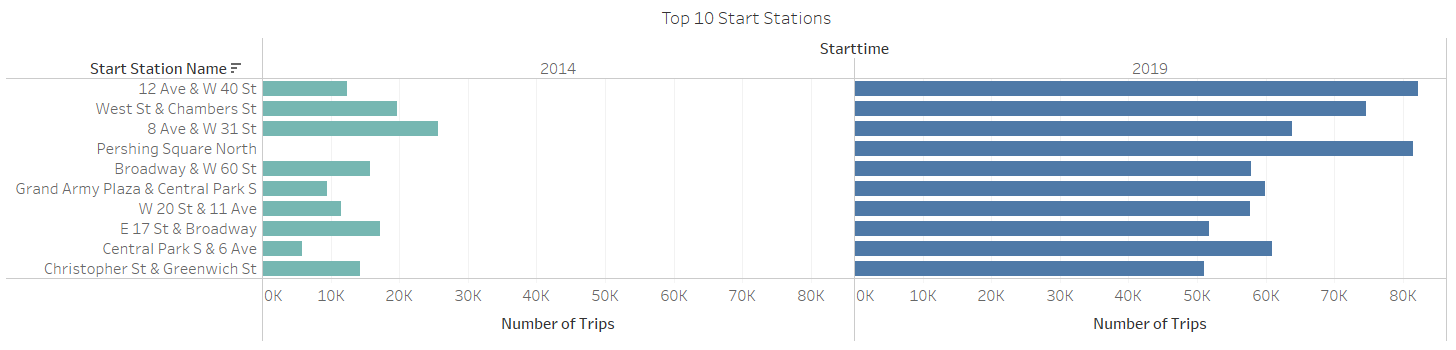 Top 10 Start Stations
Starttime
Start Station Name 2014 2019
12 Ave & W 40 St
West St & Chambers St
8 Ave & W 31 St
Pershing Square North
Broadway & W 60 St
Grand Army Plaza & Central Park S
W 20 St & 11 Ave
E 17 St & Broadway
Central Park S & 6 Ave
Christopher St & Greenwich St
0K 10K 20K 30K 40K 50K 60K 70K 80K 0K 10K 20K 30K 40K 50K 60K 70K 80K
Number of Trips Number of Trips